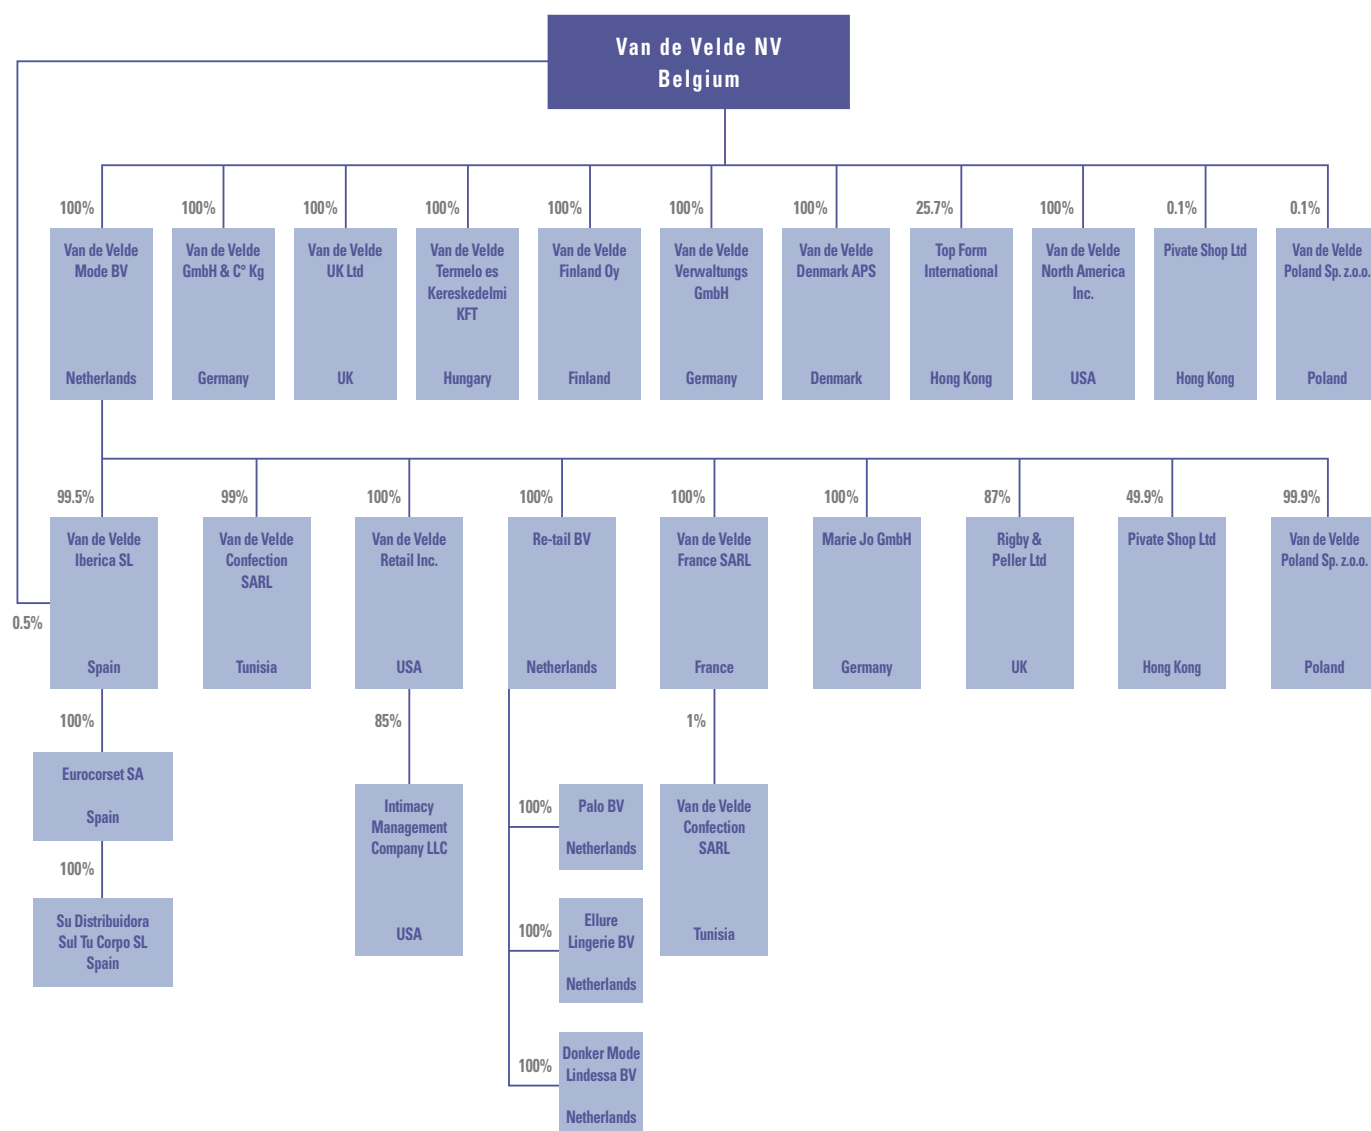 Van de Velde NV
Belgium
100%
100%
100%
100%
100%
100%
100%
25.7%
100%
0.1%
0.1%
Van de Velde
Mode BV
Netherlands
Van de Velde
GmbH & C° Kg
Germany
Van de Velde
UK Ltd
UK
Van de Velde
Termelo es
Kereskedelmi
KFT
Hungary
Van de Velde
Finland Oy
Finland
Van de Velde
Verwaltungs
GmbH
Germany
Van de Velde
Denmark APS
Denmark
Top Form
International
Hong Kong
Van de Velde
North America
Inc.
USA
Pivate Shop Ltd
Hong Kong
Van de Velde
Poland Sp. z.o.o.
Poland
99.5%
99%
100%
100%
100%
100%
87%
49.9%
99.9%
Van de Velde
Iberica SL
Spain
0.5%
Van de Velde
Confection
SARL
Tunisia
Van de Velde
Retail Inc.
USA
Re-tail BV
Netherlands
Van de Velde
France SARL
France
Marie Jo GmbH
Germany
Rigby &
Peller Ltd
UK
Pivate Shop Ltd
Hong Kong
Van de Velde
Poland Sp. z.o.o.
Poland
100%
Eurocorset SA
Spain
100%
Su Distribuidora
Sul Tu Corpo SL
Spain
85%
Intimacy
Management
Company LLC
USA
100%
Palo BV
Netherlands
100%
Ellure
Lingerie BV
Netherlands
100%
Donker Mode
Lindessa BV
Netherlands
1%
Van de Velde
Confection
SARL
Tunisia